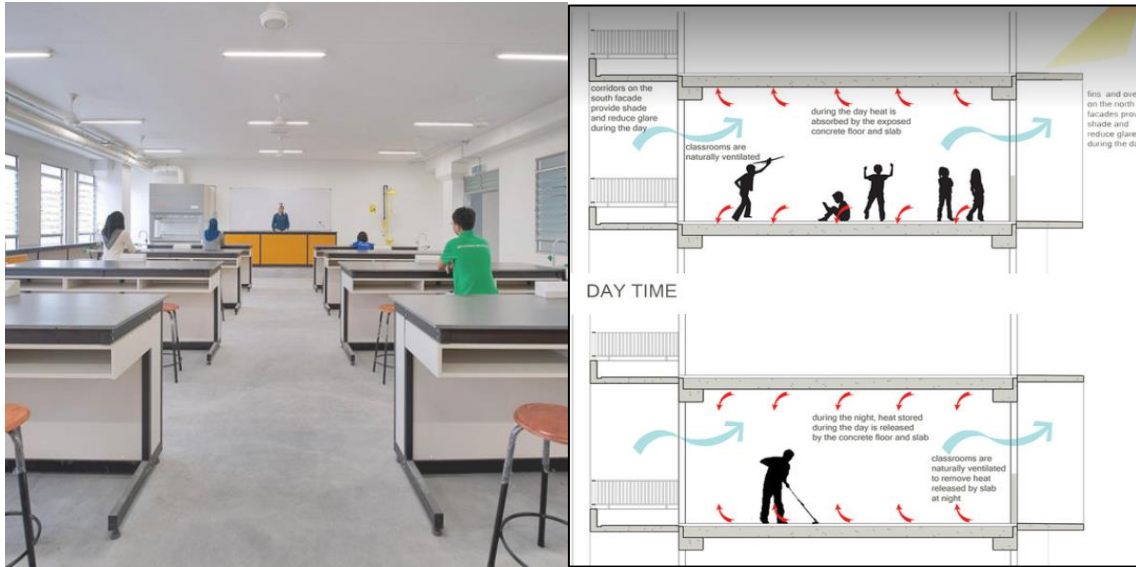 corridors on the
south facade
provide shade
and reduce glare
during the day
during the day heat is
absorbed by the exposed
concrete floor and slab
classrooms are
naturally ventilated
fins and ove
on the north
facades prov
shade and
reduce glare
during the da
DAY TIME
during the night, heat stored
during the day is released
by the concrete floor and slab
classrooms are
naturally ventilated
to remove heat
released by slab
at night